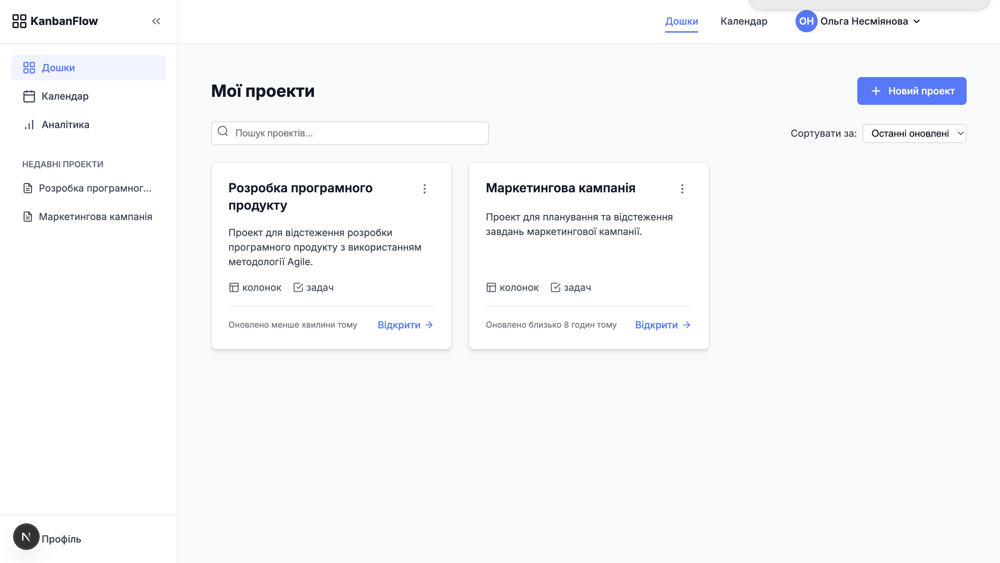 KanbanFlow
Дошки
Календар
ОН Ольга Несміянова
Дошки
Календар
Аналітика
НЕДАВНІ ПРОЕКТИ
Розробка програмног...
Маркетингова кампанія
N Профіль
Мої проекти
Новий проект
Пошук проектів...
Сортувати за: Останні оновлені
Розробка програмного
продукту
Проект для відстеження розробки
програмного продукту з використанням
методології Agile.
колонок задач
Оновлено менше хвилини тому Відкрити →
Маркетингова кампанія
Проект для планування та відстеження
завдань маркетингової кампанії.
колонок задач
Оновлено близько 8 годин тому Відкрити →